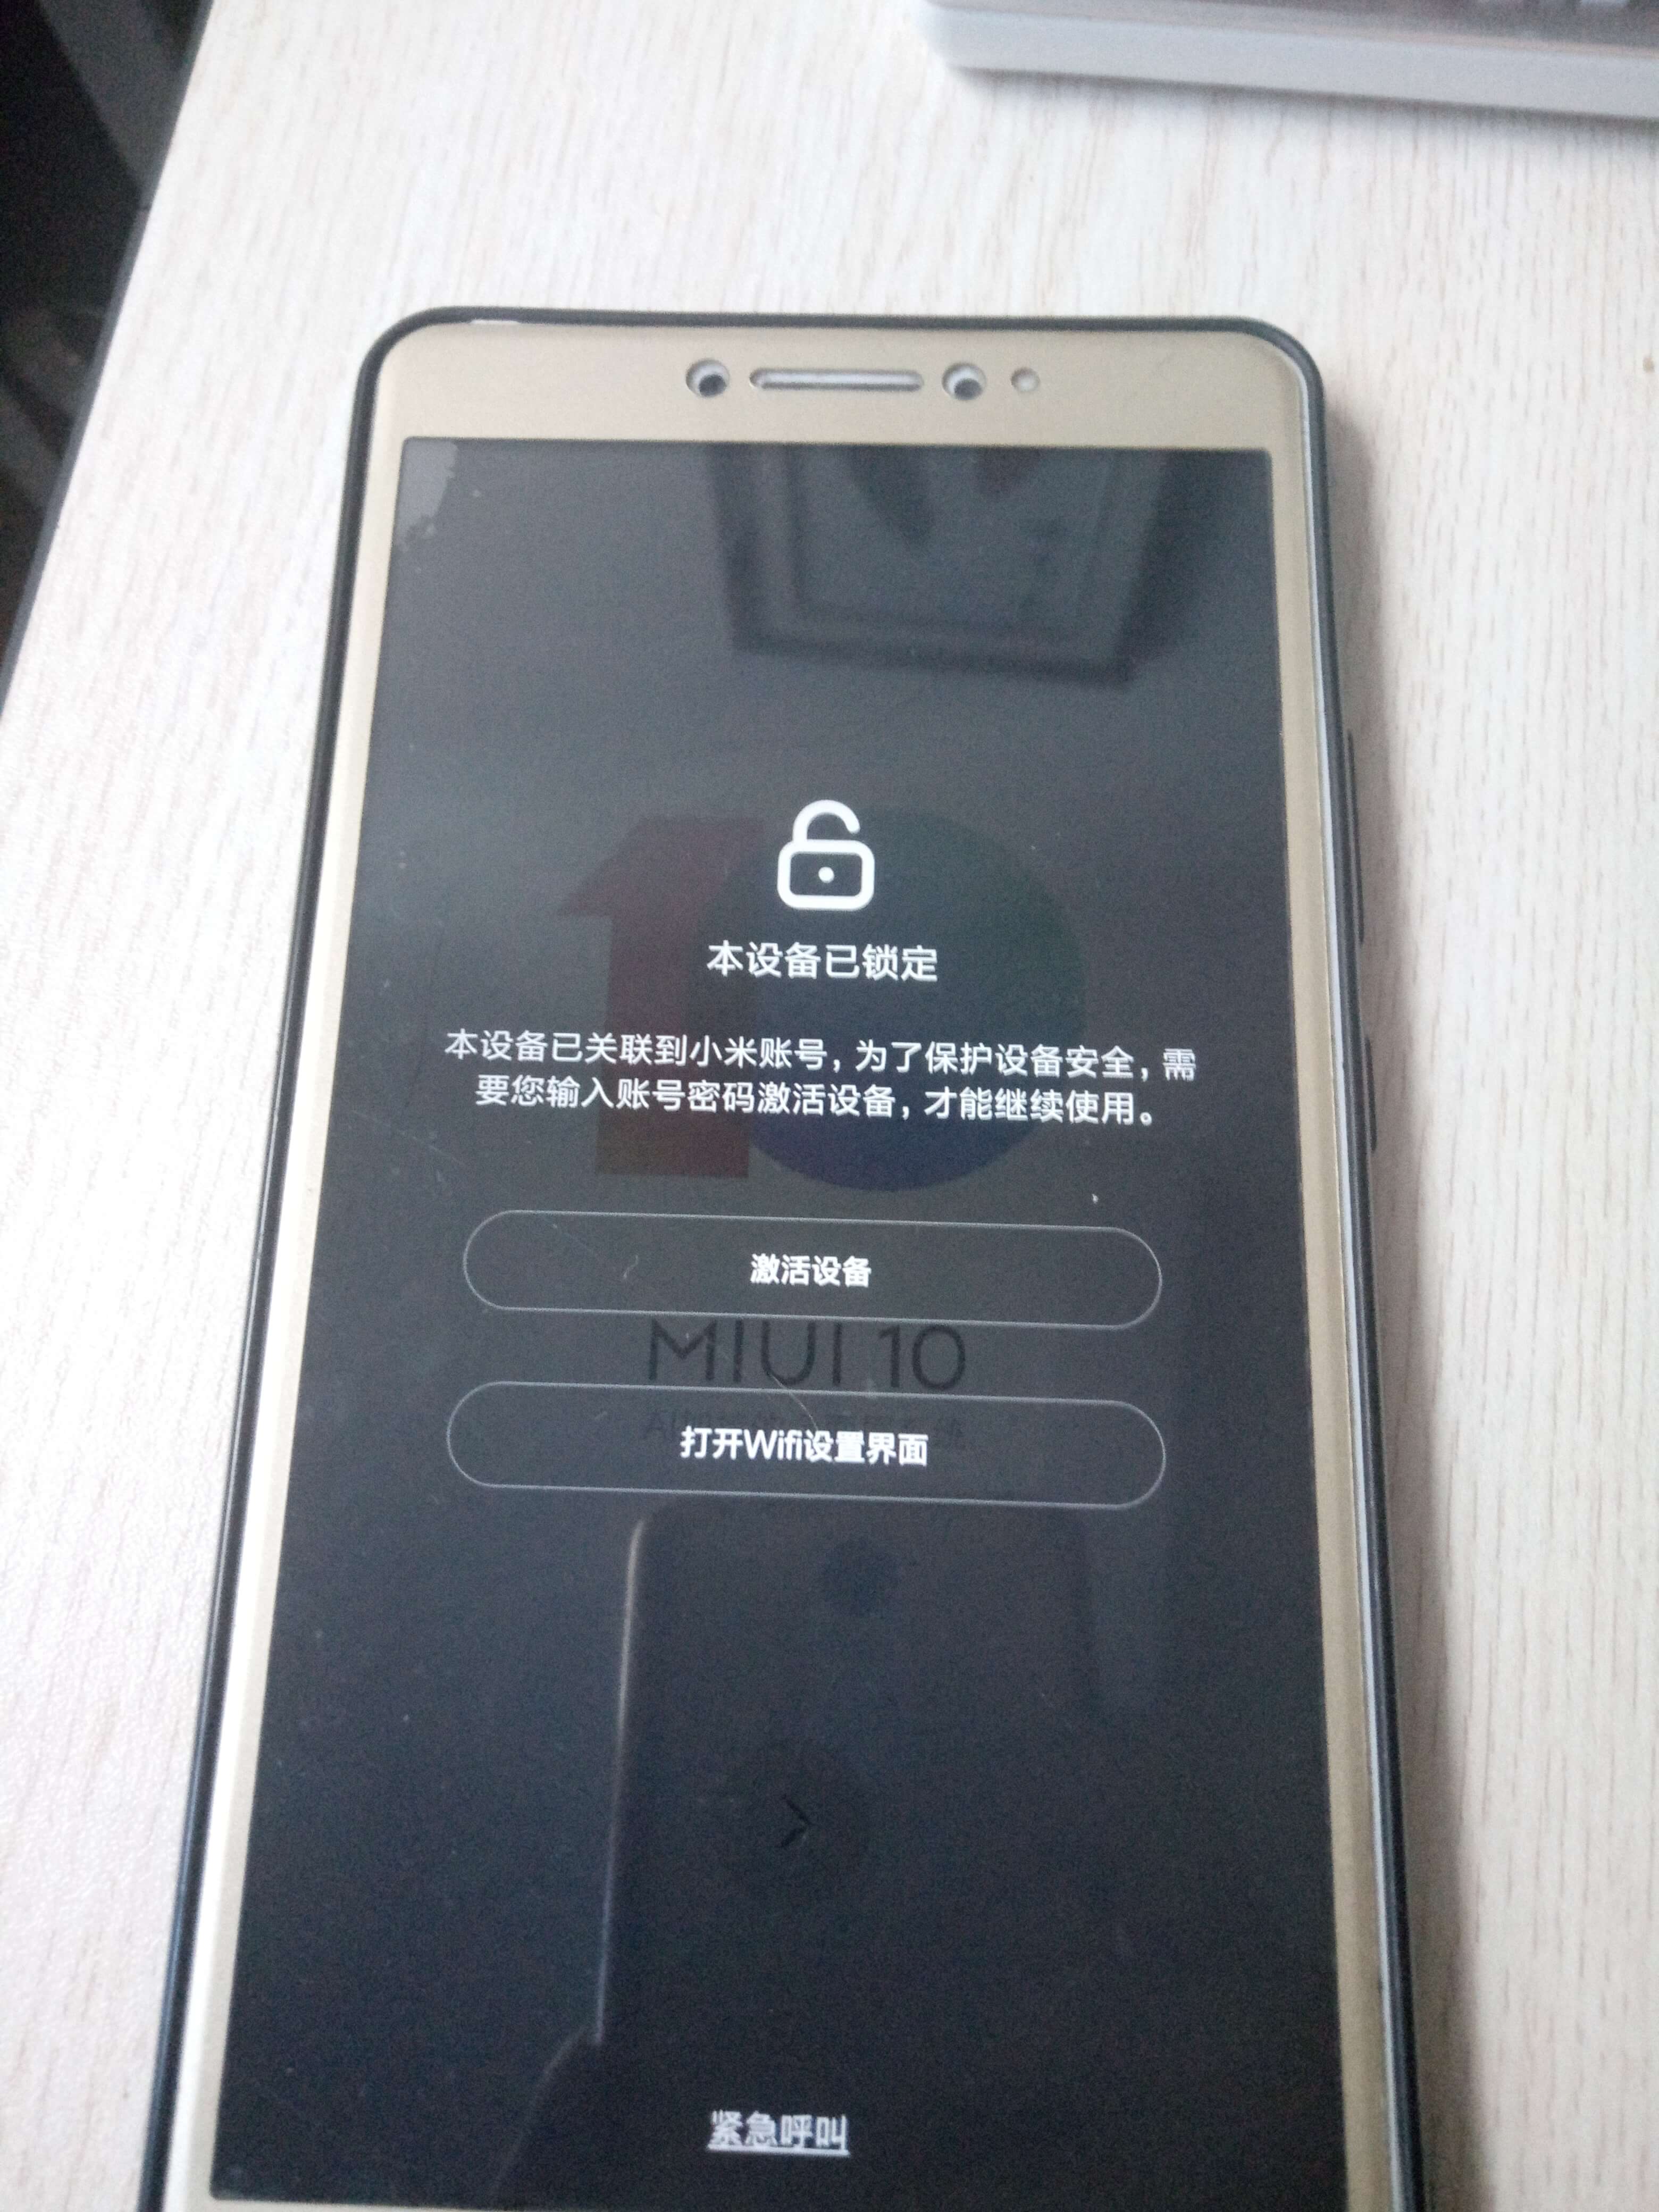 本设备已锁定
本设备已关联到小米账号，为了保护设备安全，需
要您输入账号密码激活设备，才能继续使用。
激活设备
MIUI 10
打开Wifi设置界面
紧急呼叫